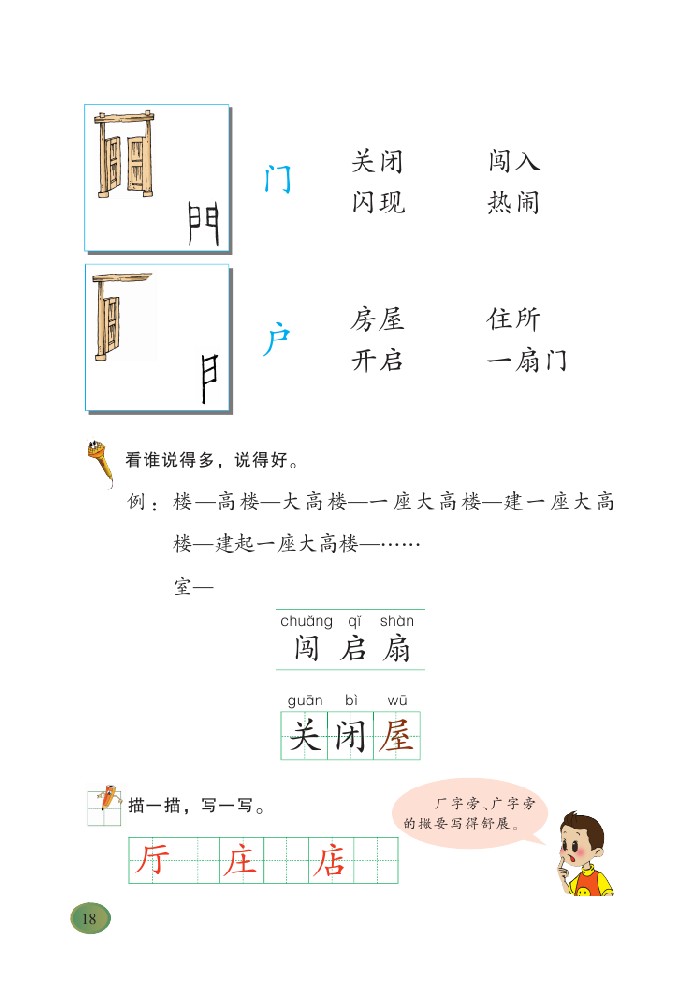 門
门
关闭 闯入
闪现 热闹
户
房屋 住所
开启 一扇门
看谁说得多，说得好。
例：楼—高楼—大高楼—一座大高楼—建一座大高
楼—建起一座大高楼—……
室—
chuǎng qǐ shàn
闯 启 扇
guān bì wū
关 闭 屋
描一描，写一写。
厂字旁、广字旁
的撇要写得舒展。
厅 庄 店
18